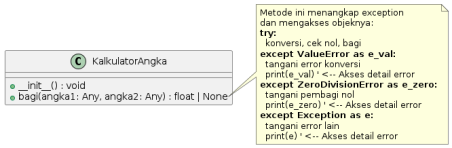 C KalkulatorAngka
__init__() : void
bagi(angka1: Any, angka2: Any) : float | None
Metode ini menangkap exception
dan mengakses objeknya:
try:
konversi, cek nol, bagi
except ValueError as e_val:
tangani error konversi
print(e_val) ' <-- Akses detail error
except ZeroDivisionError as e_zero:
tangani pembagi nol
print(e_zero) ' <-- Akses detail error
except Exception as e:
tangani error lain
print(e) ' <-- Akses detail error